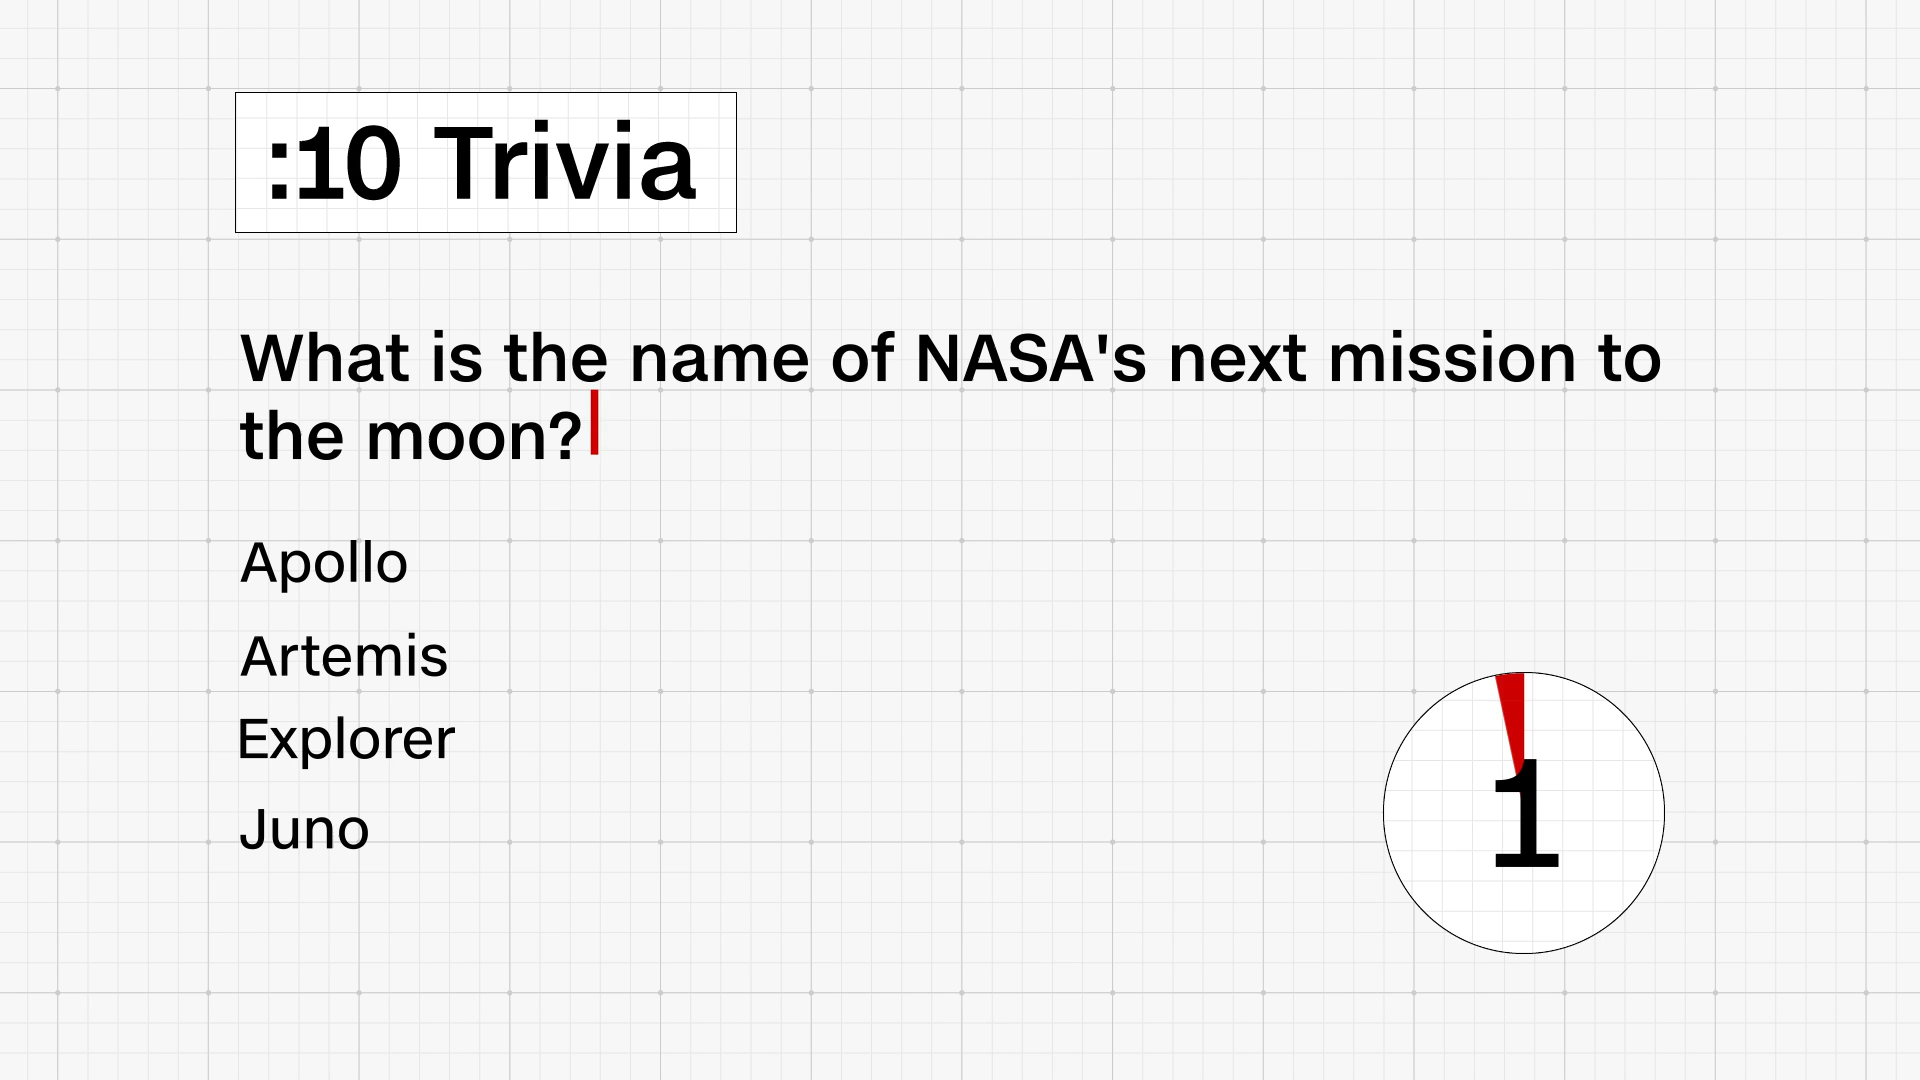 :10 Trivia
What is the name of NASA's next mission to
the moon?
Apollo
Artemis
Explorer
Juno
1